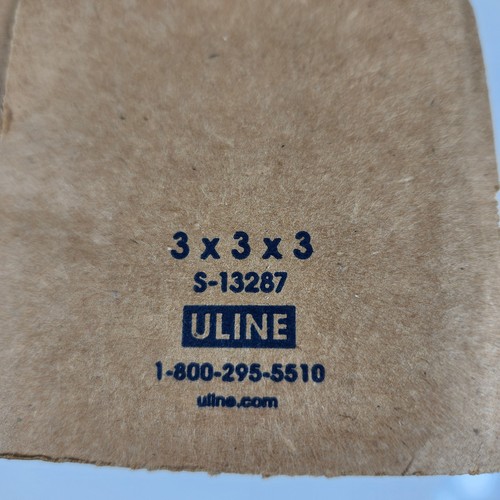 3 x 3 x 3
S-13287
ULINE
1-800-295-5510
uline.com